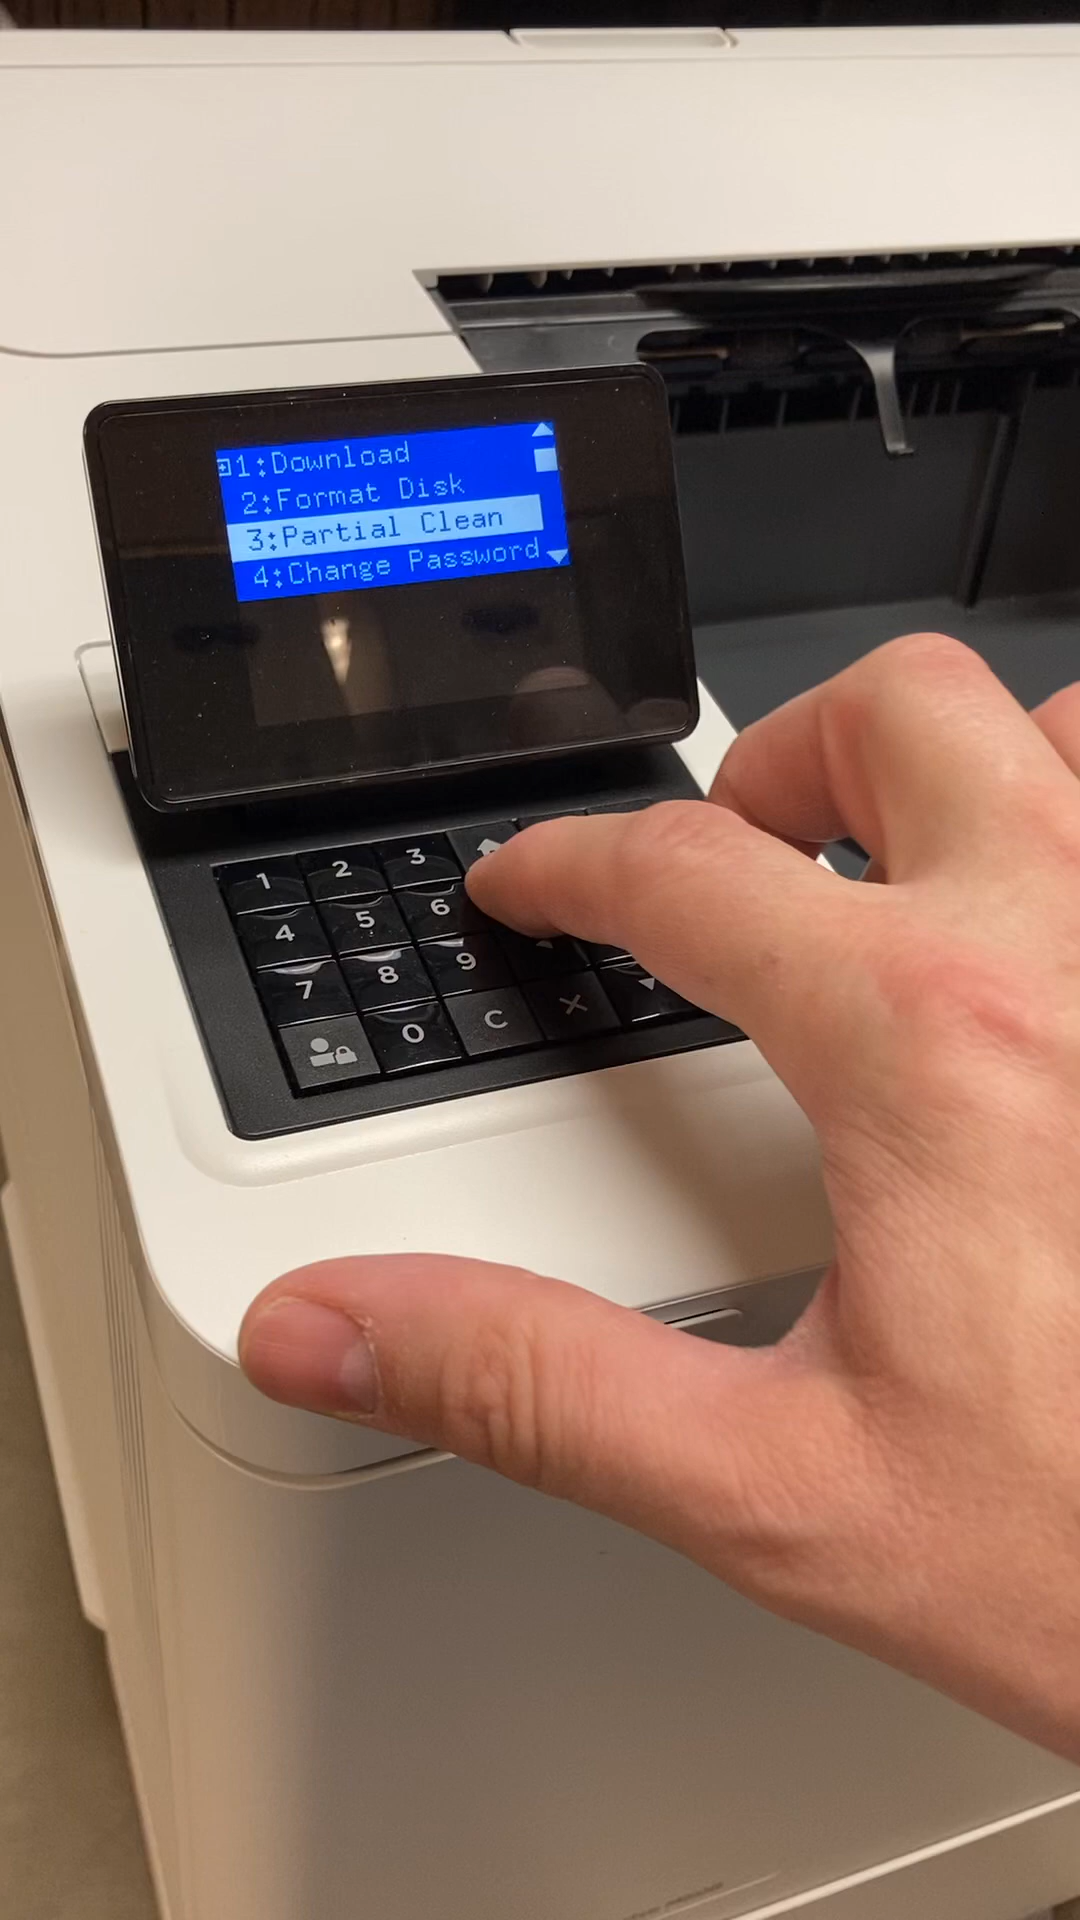 1:Download
2:Format Disk
3:Partial Clean
4:Change Password
1 2 3
4 5 6
7 8 9
0 C